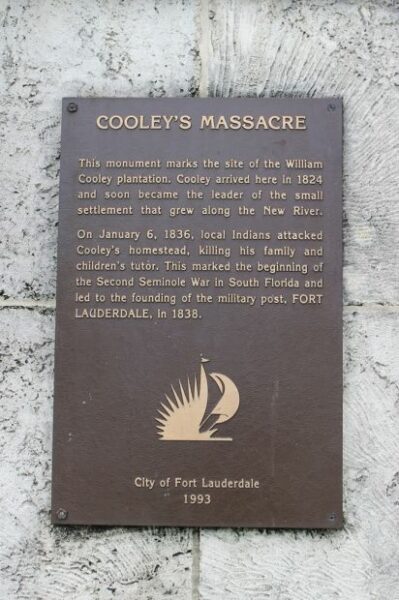 COOLEY'S MASSACRE
This monument marks the site of the William
Cooley plantation. Cooley arrived here in 1824
and soon became the leader of the small
settlement that grew along the New River.
On January 6, 1836, local Indians attacked
Cooley's homestead, killing his family and
children's tutor. This marked the beginning of
the Second Seminole War in South Florida and
led to the founding of the military post, FORT
LAUDERDALE, in 1838.
City of Fort Lauderdale
1993